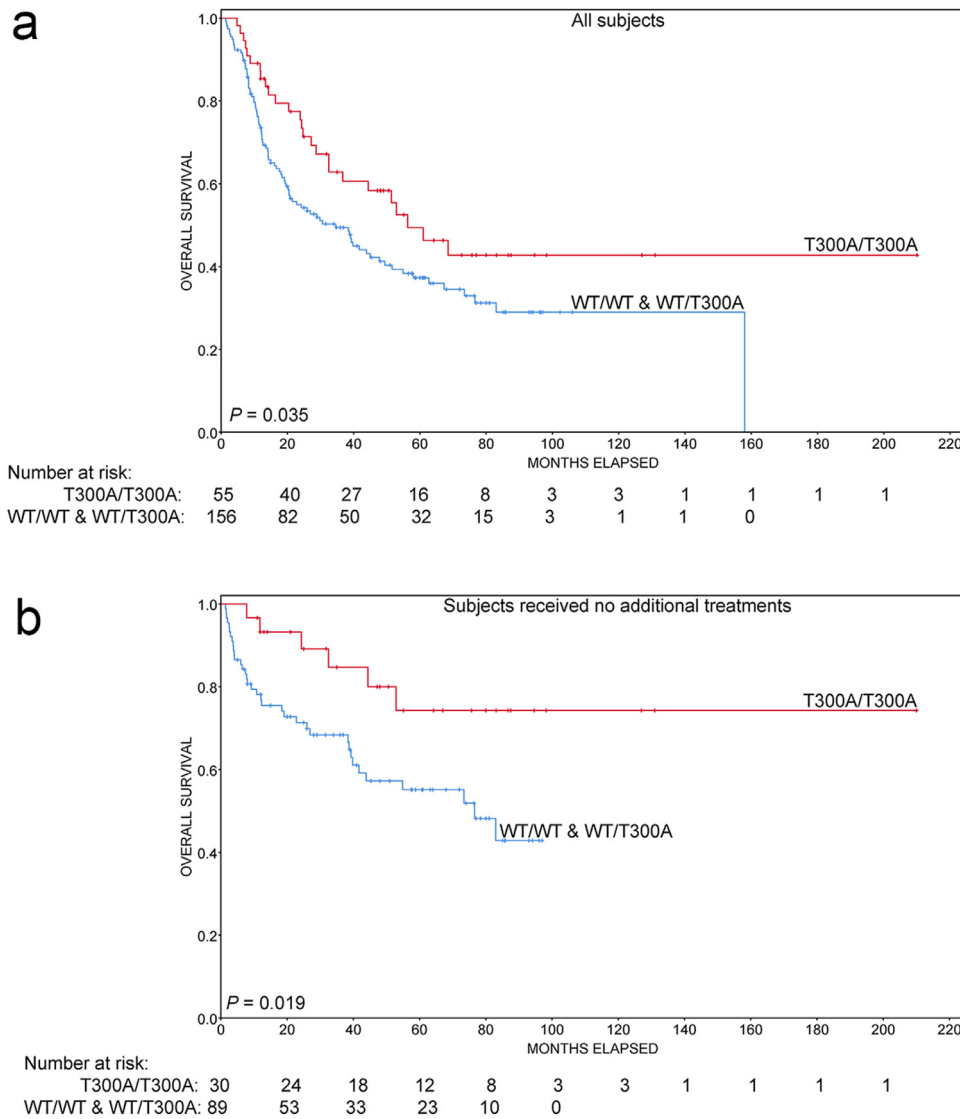 a
All subjects
OVERALL SURVIVAL
1.0
0.8
0.6
0.4
0.2
0.0
T300A/T300A
WT/WT & WT/T300A
P = 0.035
0 20 40 60 80 100 120 140 160 180 200 220
MONTHS ELAPSED
Number at risk:
T300A/T300A: 55 40 27 16 8 3 3 1 1 1 1
WT/WT & WT/T300A: 156 82 50 32 15 3 1 1 0
b
Subjects received no additional treatments
OVERALL SURVIVAL
1.0
0.8
0.6
0.4
0.2
0.0
T300A/T300A
WT/WT & WT/T300A
P = 0.019
0 20 40 60 80 100 120 140 160 180 200 220
MONTHS ELAPSED
Number at risk:
T300A/T300A: 30 24 18 12 8 3 3 1 1 1 1
WT/WT & WT/T300A: 89 53 33 23 10 0